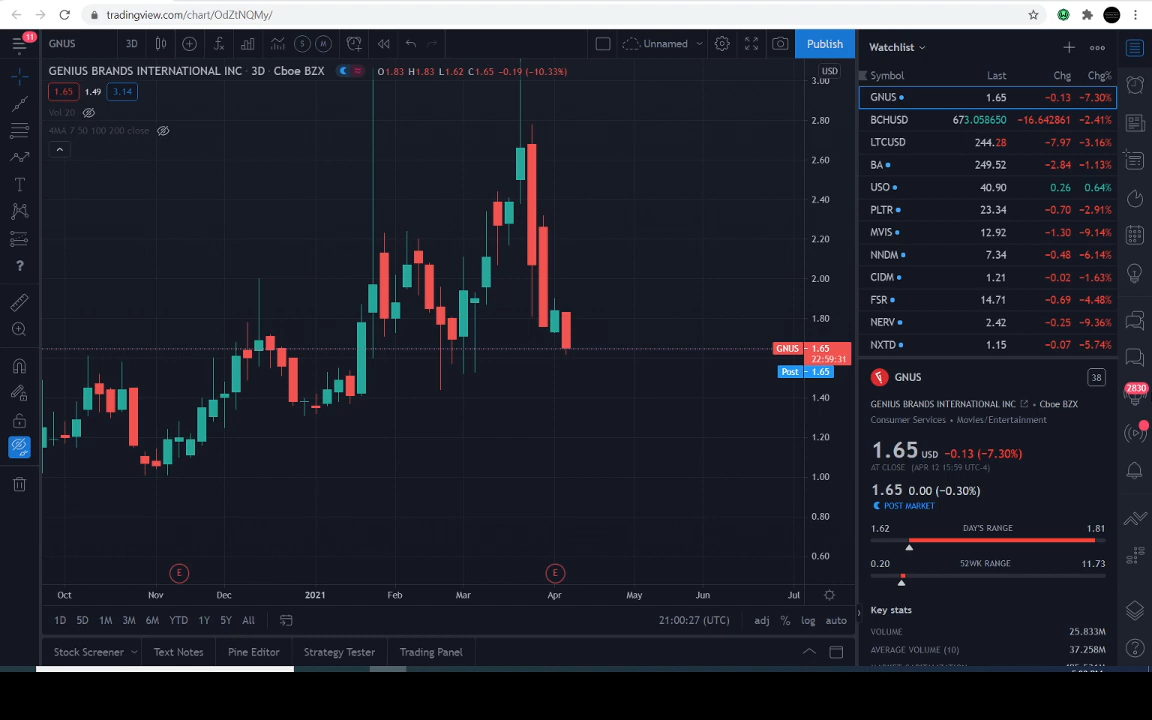 tradingview.com/chart/OdZtNQMy/
11
GNUS
3D
S
M
Unnamed
Publish
GENIUS BRANDS INTERNATIONAL INC · 3D · Cboe BZX
O1.83 H1.83 L1.62 C1.65 −0.19 (−10.33%)
USD
1.65
1.49
3.14
Vol 20
4MA 7 50 100 200 close
3.00
2.80
2.60
2.40
2.20
2.00
1.80
GNUS
1.65
22:59:31
Post
1.65
1.40
1.20
1.00
0.80
0.60
E
E
Oct
Nov
Dec
2021
Feb
Mar
Apr
May
Jun
Jul
1D 5D 1M 3M 6M YTD 1Y 5Y All
21:00:27 (UTC)
adj % log auto
Stock Screener
Text Notes
Pine Editor
Strategy Tester
Trading Panel
Watchlist
Symbol Last Chg Chg%
GNUS 1.65 −0.13 −7.30%
BCHUSD 673.058650 −16.642861 −2.41%
LTCUSD 244.28 −7.97 −3.16%
BA 249.52 −2.84 −1.13%
USO 40.90 0.26 0.64%
PLTR 23.34 −0.70 −2.91%
MVIS 12.92 −1.30 −9.14%
NNDM 7.34 −0.48 −6.14%
CIDM 1.21 −0.02 −1.63%
FSR 14.71 −0.69 −4.48%
NERV 2.42 −0.25 −9.36%
NXTD 1.15 −0.07 −5.74%
GNUS
38
GENIUS BRANDS INTERNATIONAL INC • Cboe BZX
Consumer Services • Movies/Entertainment
1.65 USD −0.13 (−7.30%)
AT CLOSE (APR 12 15:59 UTC-4)
1.65 0.00 (−0.30%)
POST MARKET
1.62 DAY'S RANGE 1.81
0.20 52WK RANGE 11.73
Key stats
VOLUME 25.833M
AVERAGE VOLUME (10) 37.258M
2830